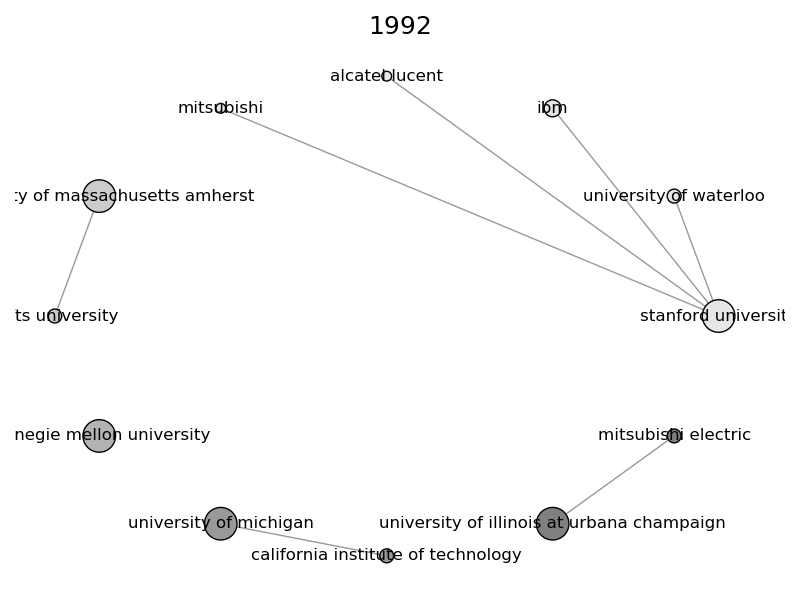 1992
alcatel lucent
mitsubishi
ibm
ty of massachusetts amherst
university of waterloo
ts university
stanford universit
negie mellon university
mitsubishi electric
university of michigan
university of illinois at urbana champaign
california institute of technology